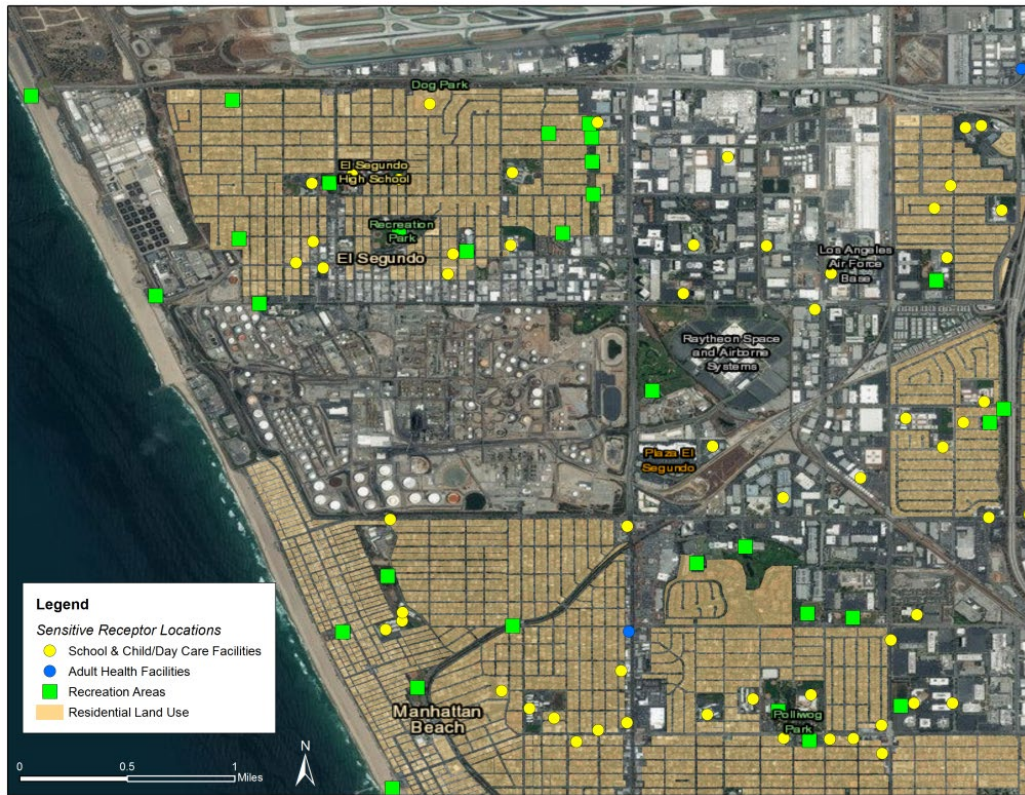 Dog Park
El Segundo
High School
Recreation
Park
El Segundo
Los Angeles
Air Force
Base
Raytheon Space
and Airborne
Systems
Plaza El
Segundo
Legend
Sensitive Receptor Locations
School & Child/Day Care Facilities
Adult Health Facilities
Recreation Areas
Residential Land Use
Manhattan
Beach
Polliwog
Park
N
0 0.5 1
Miles